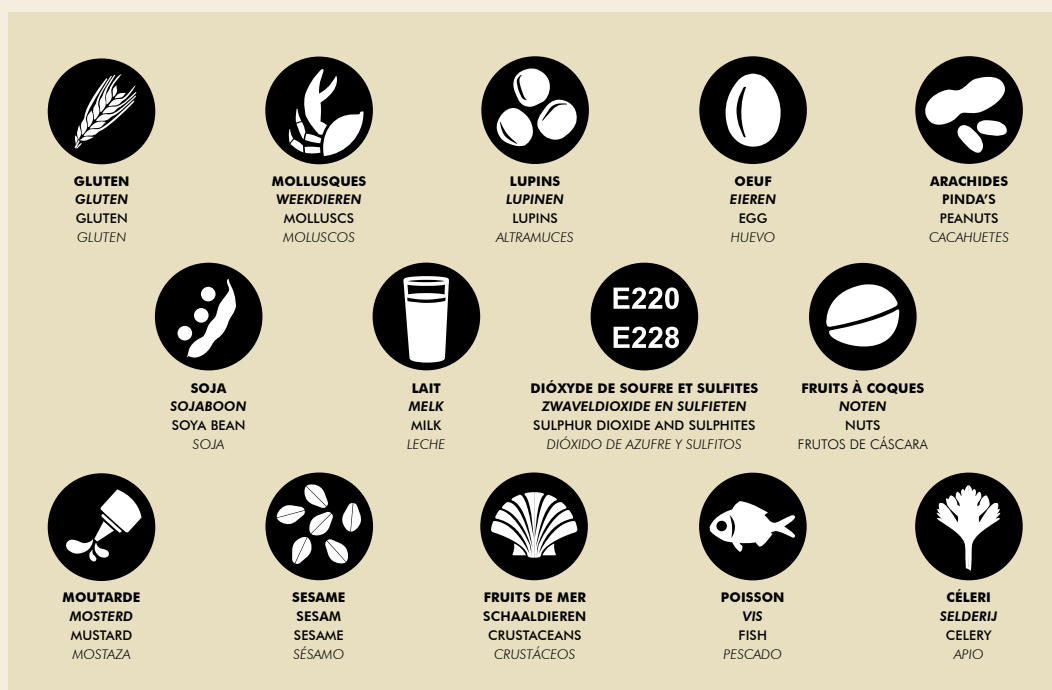 GLUTEN
GLUTEN
GLUTEN
GLUTEN
MOLLUSQUES
WEEKDIEREN
MOLLUSCS
MOLUSCOS
LUPINS
LUPINEN
LUPINS
ALTRAMUCES
OEUF
EIEREN
EGG
HUEVO
ARACHIDES
PINDA'S
PEANUTS
CACAHUETES
SOJA
SOJABOON
SOYA BEAN
SOJA
LAIT
MELK
MILK
LECHE
E220
E228
DIÓXYDE DE SOUFRE ET SULFITES
ZWAVELDIOXIDE EN SULFIETEN
SULPHUR DIOXIDE AND SULPHITES
DIÓXIDO DE AZUFRE Y SULFITOS
FRUITS À COQUES
NOTEN
NUTS
FRUTOS DE CÁSCARA
MOUTARDE
MOSTERD
MUSTARD
MOSTAZA
SESAME
SESAM
SESAME
SÉSAMO
FRUITS DE MER
SCHAALDIEREN
CRUSTACEANS
CRUSTÁCEOS
POISSON
VIS
FISH
PESCADO
CÉLERI
SELDERIJ
CELERY
APIO